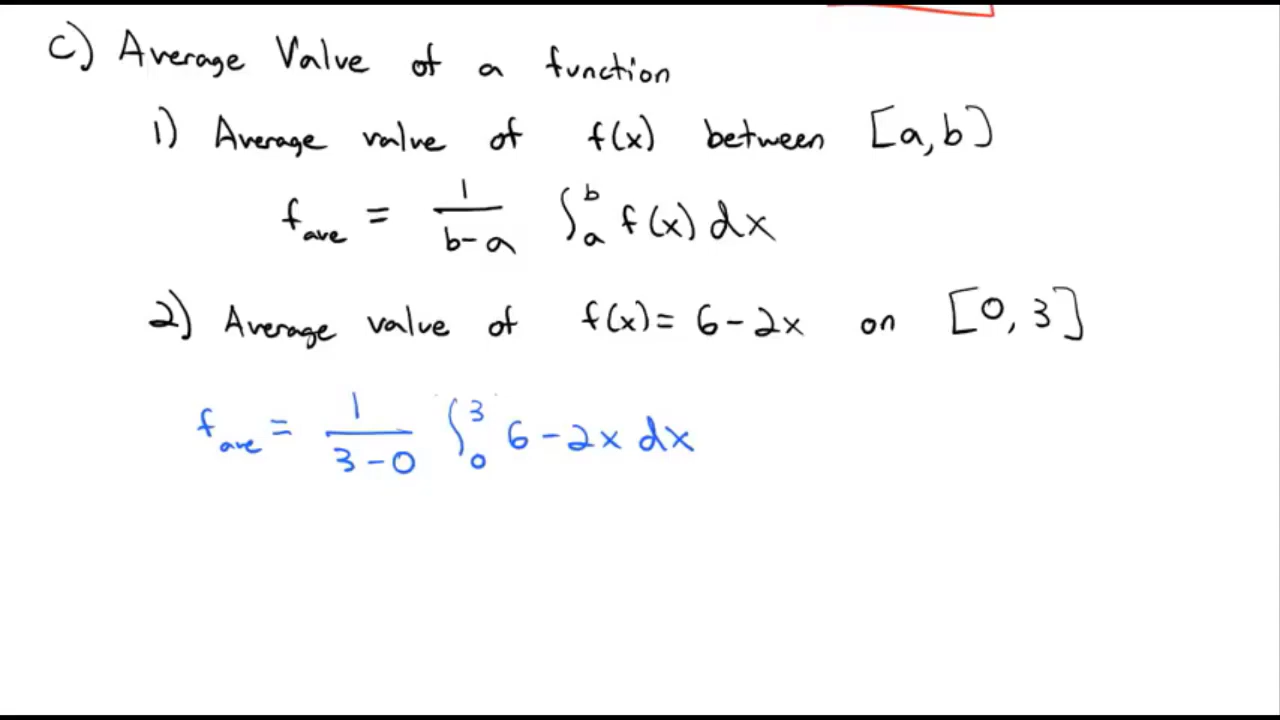 c) Average Value of a function
1) Average value of f(x) between [a,b]
f_ave = 1/(b-a) ∫_a^b f(x) dx
2) Average value of f(x) = 6-2x on [0,3]
f_ave = 1/(3-0) ∫_0^3 6-2x dx